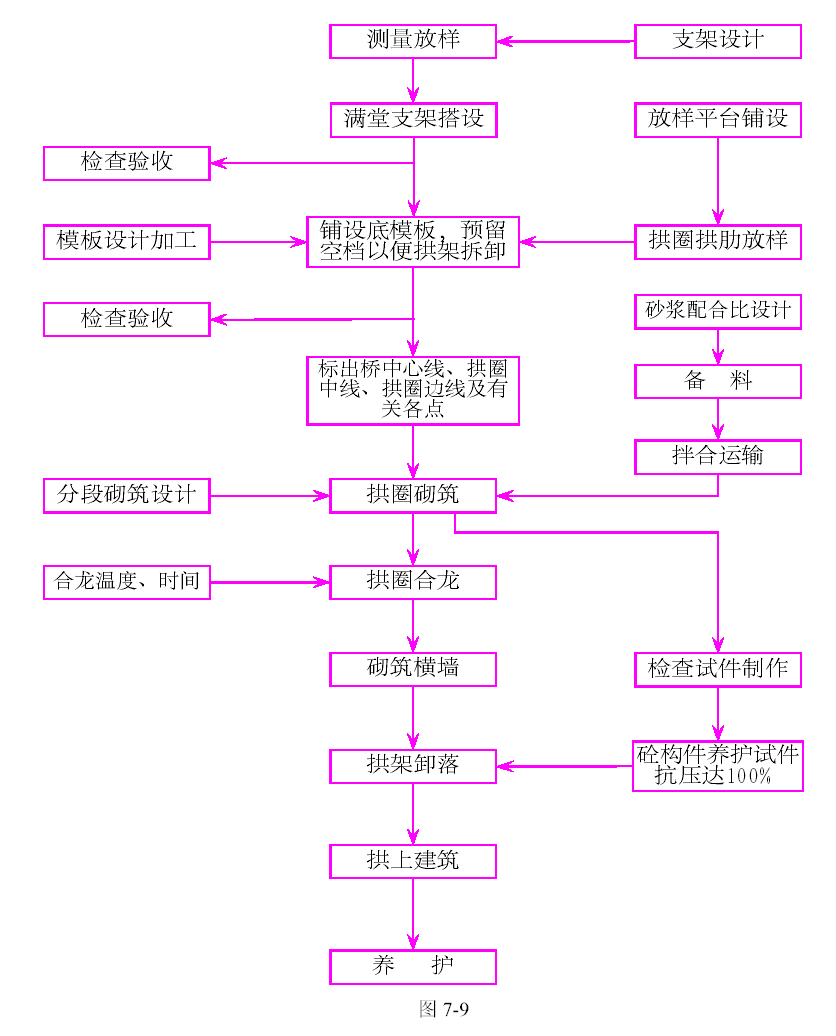 测量放样
支架设计
满堂支架搭设
放样平台铺设
检查验收
模板设计加工
铺设底模板，预留
空档以便拱架拆卸
拱圈拱肋放样
检查验收
砂浆配合比设计
标出桥中心线、拱圈
中线、拱圈边线及有
关各点
备 料
拌合运输
分段砌筑设计
拱圈砌筑
合龙温度、时间
拱圈合龙
砌筑横墙
检查试件制作
拱架卸落
砼构件养护试件
抗压达100%
拱上建筑
养 护
图 7-9